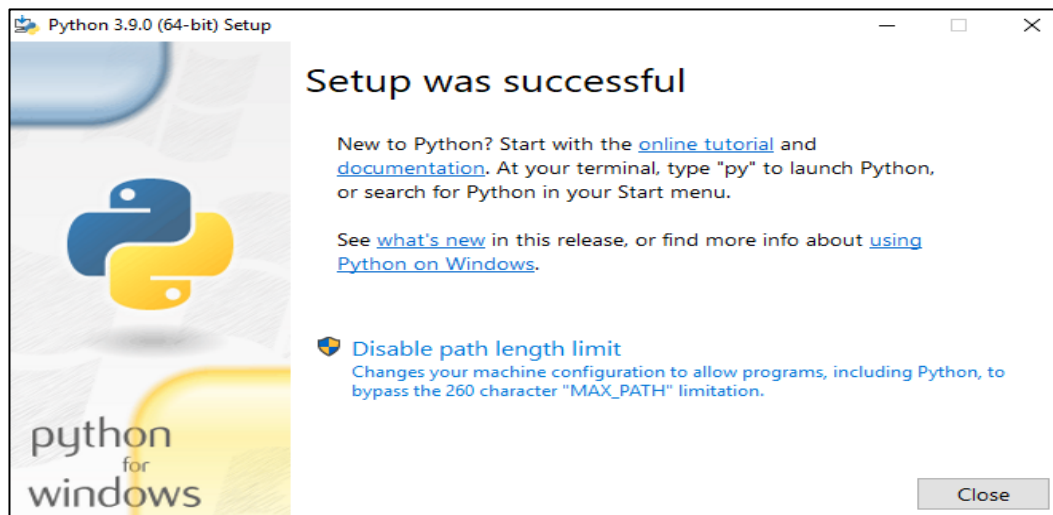 Python 3.9.0 (64-bit) Setup
Setup was successful
New to Python? Start with the online tutorial and
documentation. At your terminal, type "py" to launch Python,
or search for Python in your Start menu.
See what's new in this release, or find more info about using
Python on Windows.
Disable path length limit
Changes your machine configuration to allow programs, including Python, to
bypass the 260 character "MAX_PATH" limitation.
python
for
windows
Close